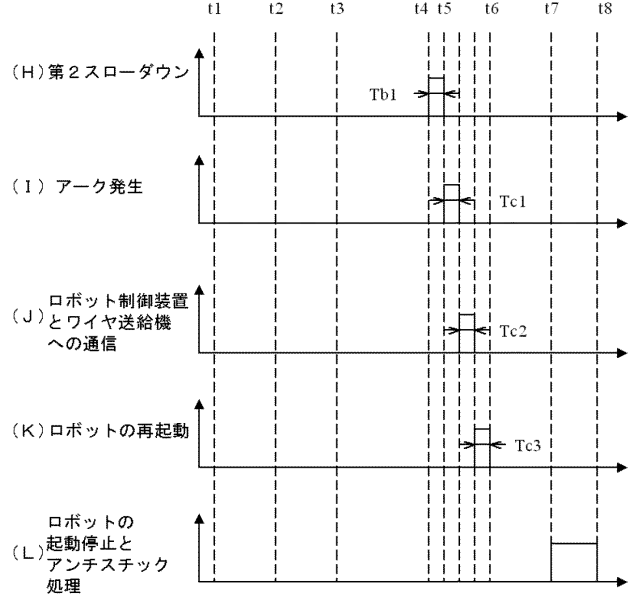 t1 t2 t3 t4 t5 t6 t7 t8
(H)第2スローダウン
Tb1
(I) アーク発生
Tc1
(J)ロボット制御装置
とワイヤ送給機
への通信
Tc2
(K)ロボットの再起動
Tc3
(L)ロボットの
起動停止と
アンチスチック
処理